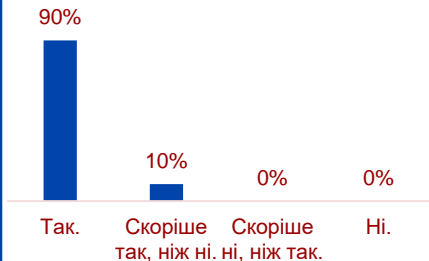 90%
10%
0%
0%
Так.
Скоріше
так, ніж ні.
Скоріше
ні, ніж так.
Ні.